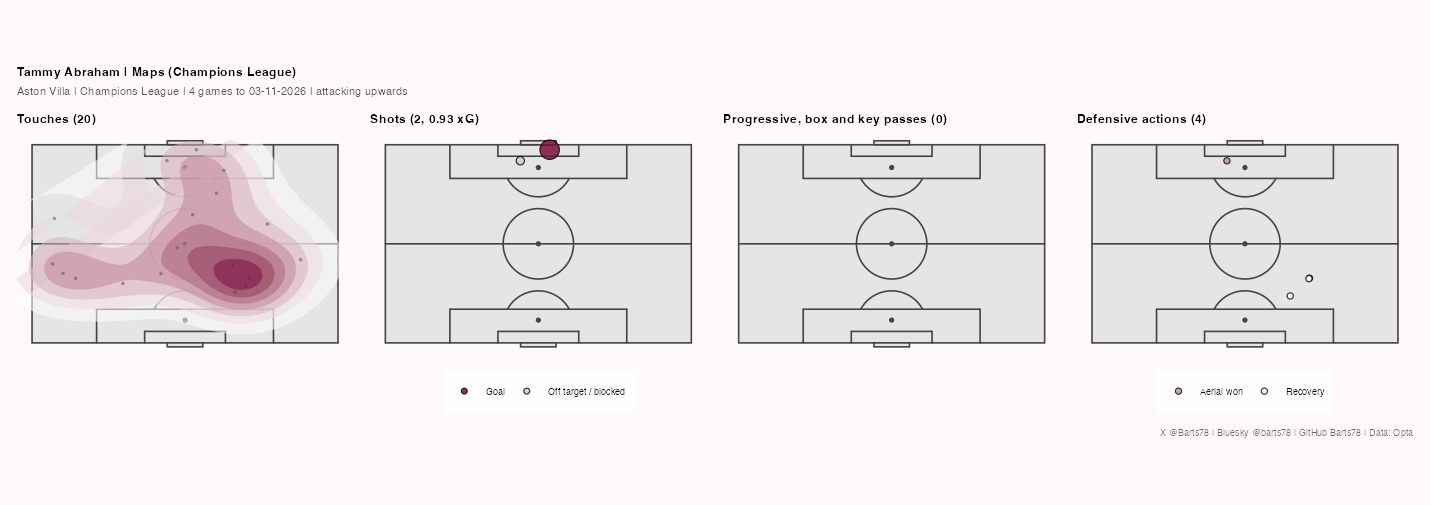 Tammy Abraham | Maps (Champions League)
Aston Villa | Champions League | 4 games to 03-11-2026 | attacking upwards
Touches (20)
Shots (2, 0.93 xG)
Progressive, box and key passes (0)
Defensive actions (4)
Goal
Off target / blocked
Aerial won
Recovery
X @Barts78 | Bluesky @barts78 | GitHub Barts78 | Data: Opta